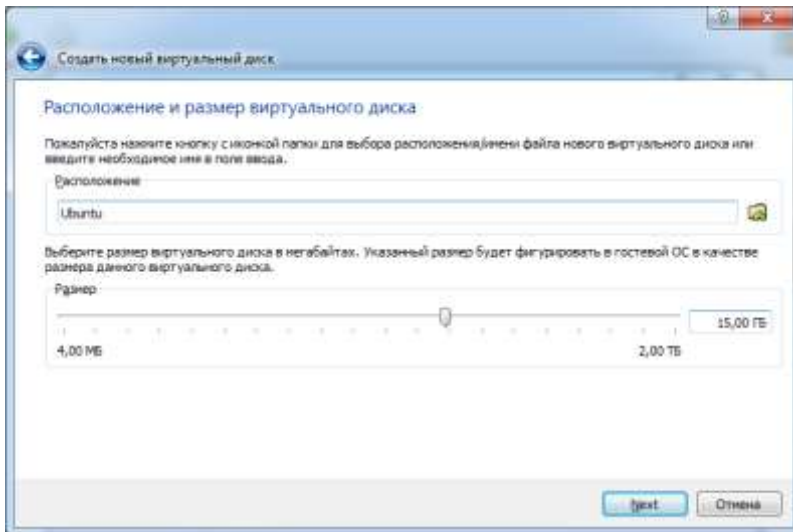 Создать новый виртуальный диск
Расположение и размер виртуального диска
Пожалуйста нажмите кнопку с иконкой папки для выбора расположения/имени файла нового виртуального диска или
введите необходимое имя в поле ввода.
Расположение
Ubuntu
Выберите размер виртуального диска в мегабайтах. Указанный размер будет фигурировать в гостевой ОС в качестве
размера данного виртуального диска.
Размер
15,00 ГБ
4,00 МБ 2,00 ТБ
Next Отмена